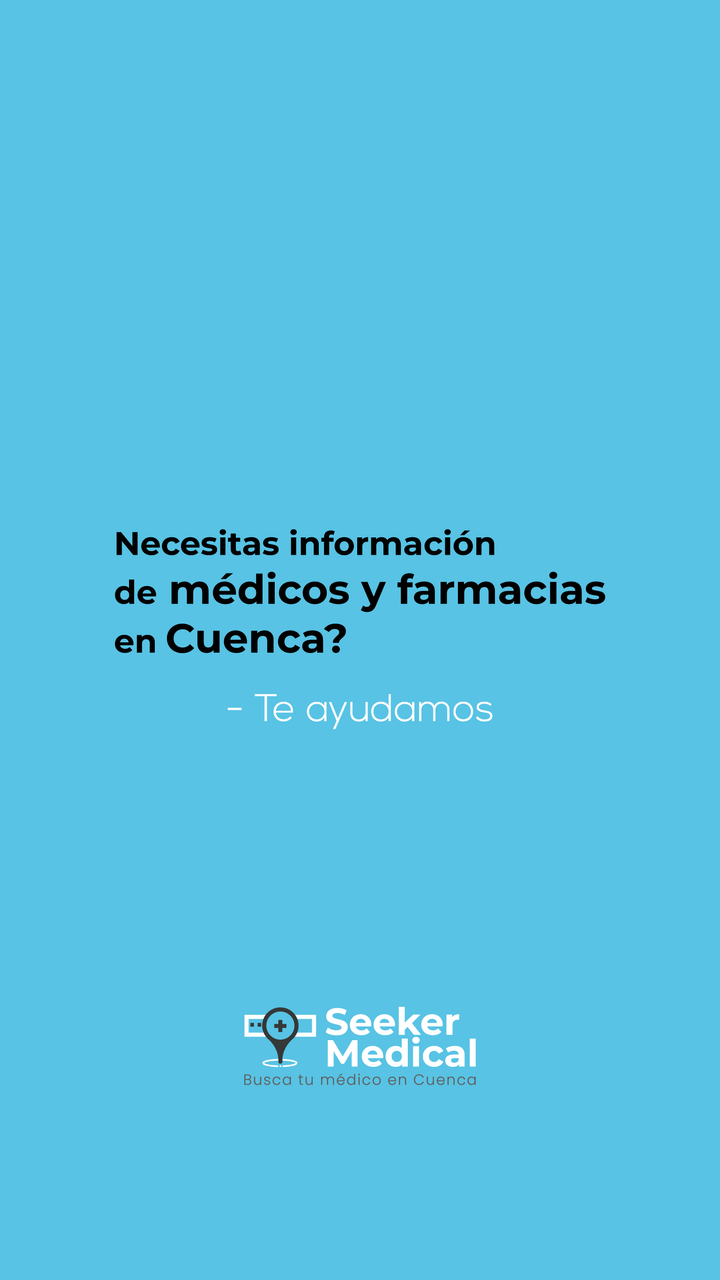 Necesitas información
de médicos y farmacias
en Cuenca?
- Te ayudamos
Seeker
Medical
Busca tu médico en Cuenca